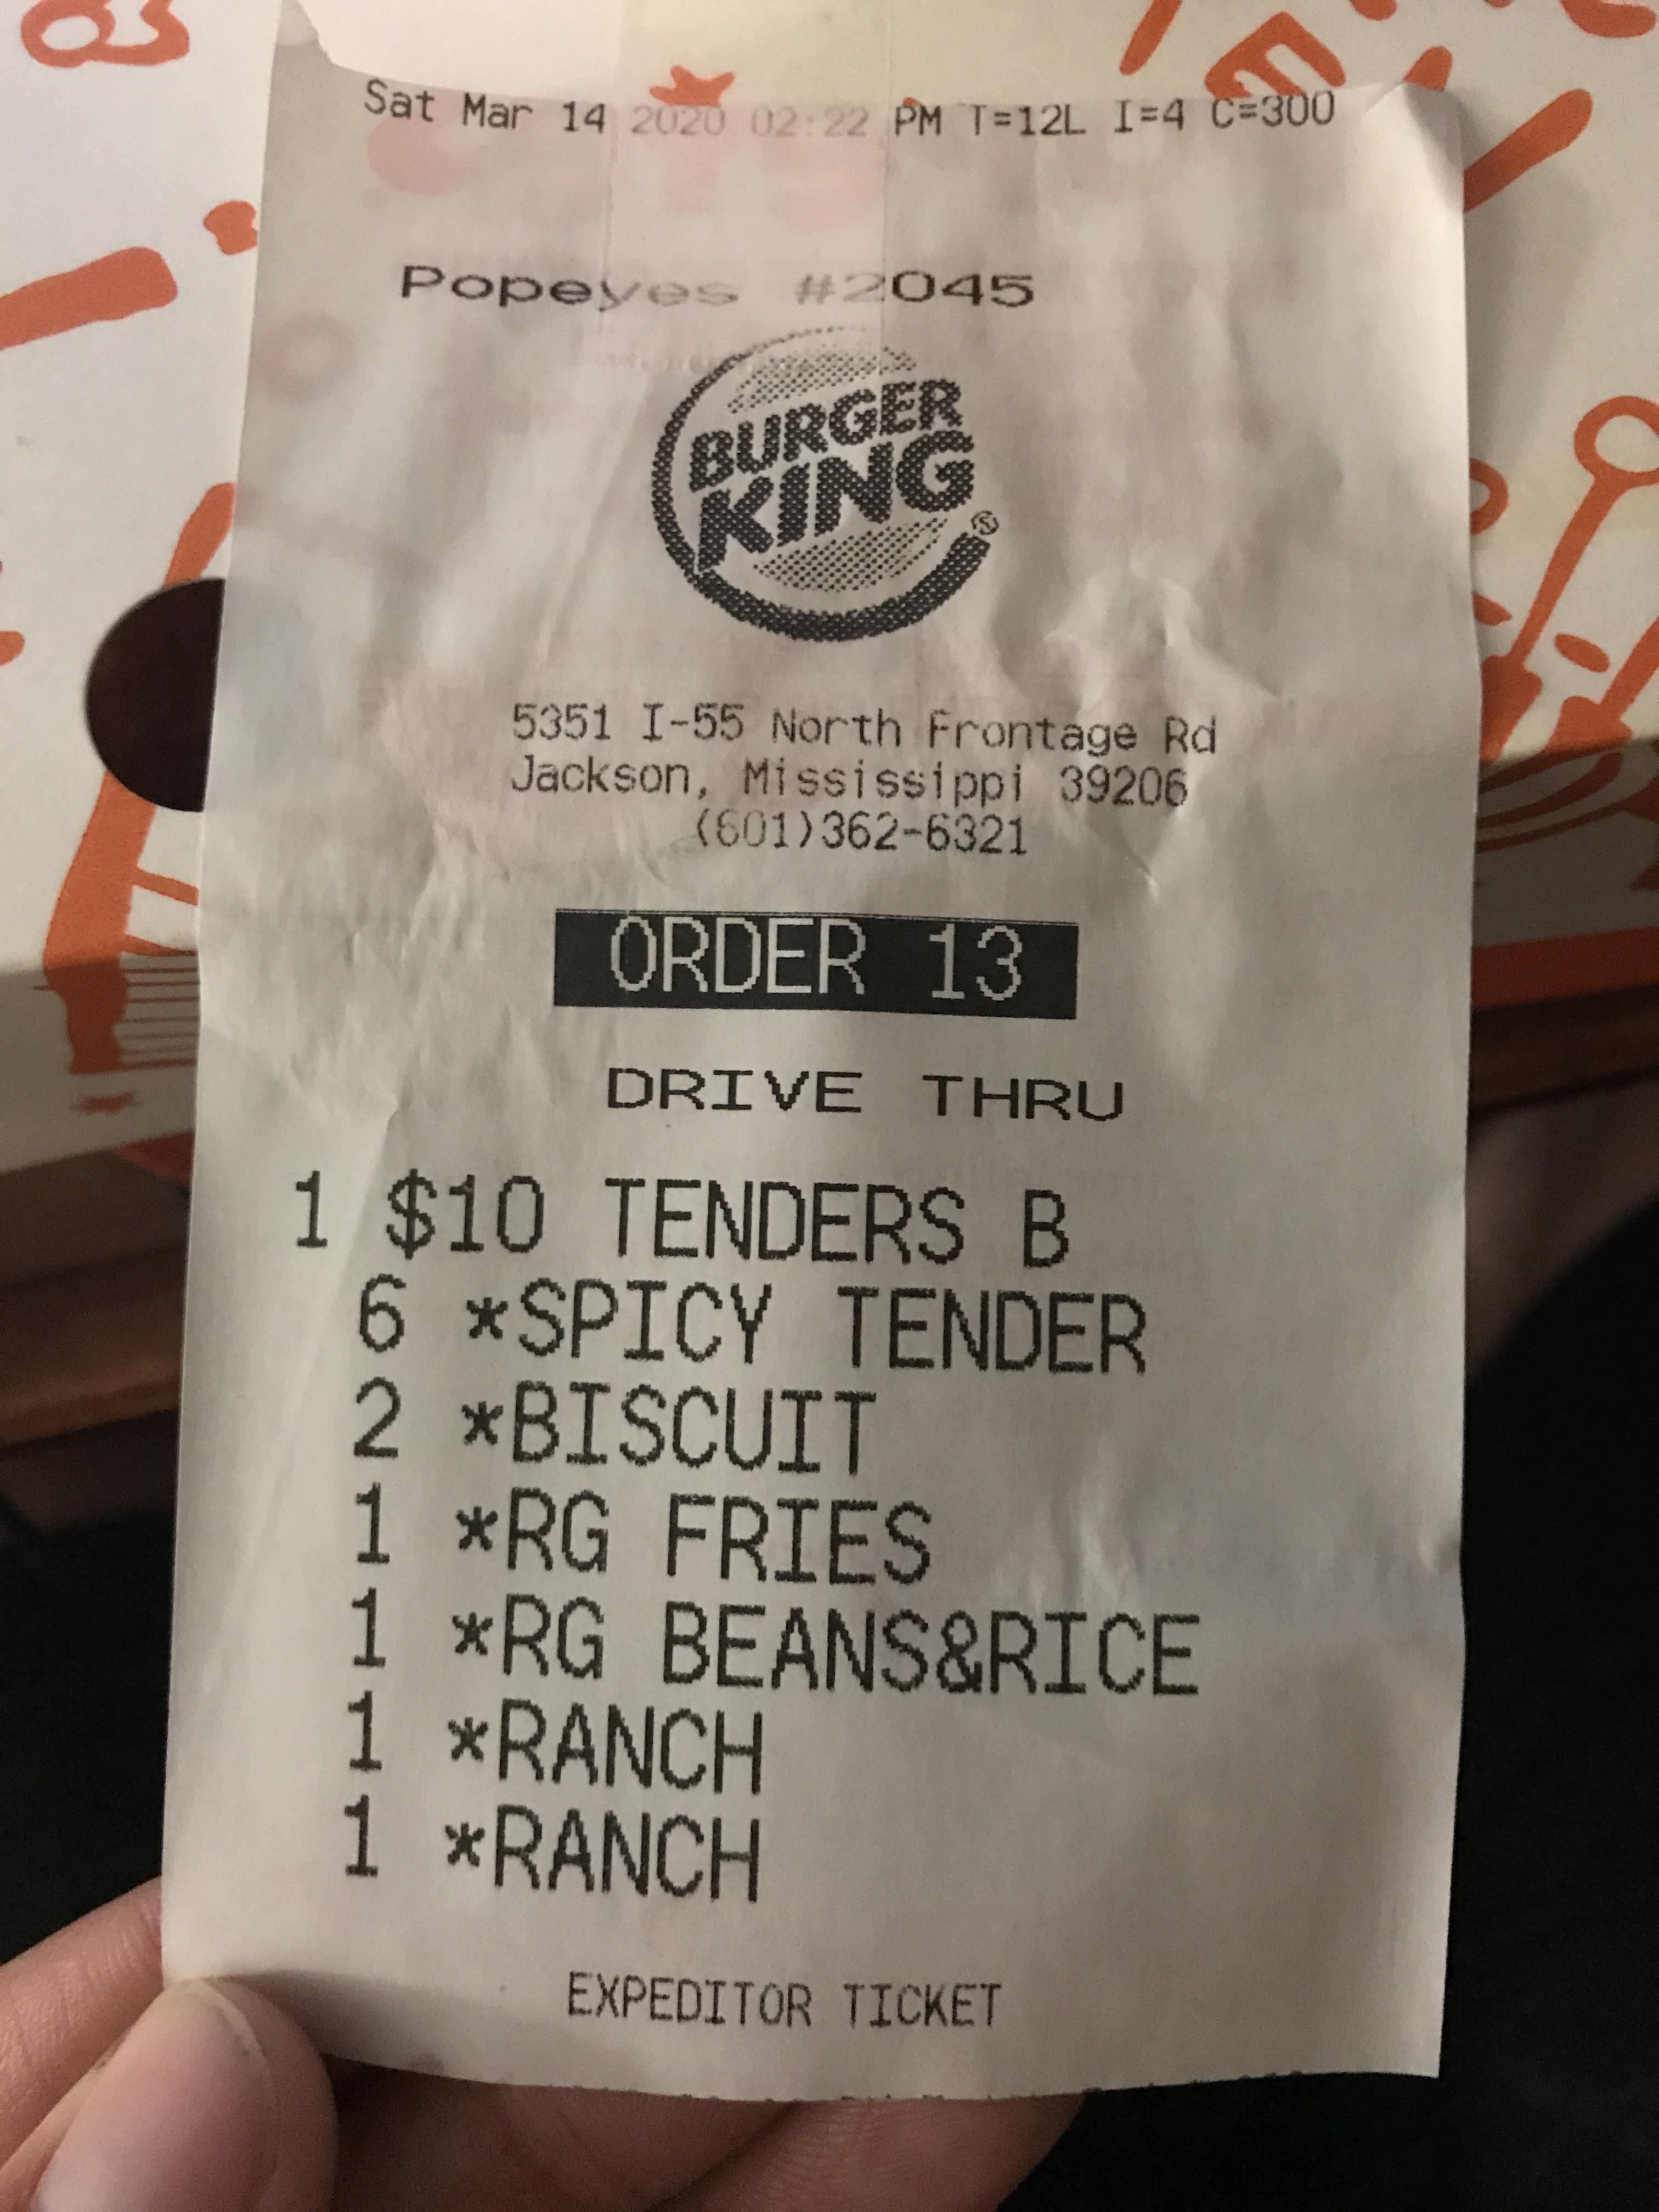 Sat Mar 14 2020 02:22 PM T=12L I=4 C=300
Popeyes #2045
BURGER
KING®
5351 I-55 North Frontage Rd
Jackson, Mississippi 39206
(601)362-6321
ORDER 13
DRIVE THRU
1 $10 TENDERS B
6 *SPICY TENDER
2 *BISCUIT
1 *RG FRIES
1 *RG BEANS&RICE
1 *RANCH
1 *RANCH
EXPEDITOR TICKET